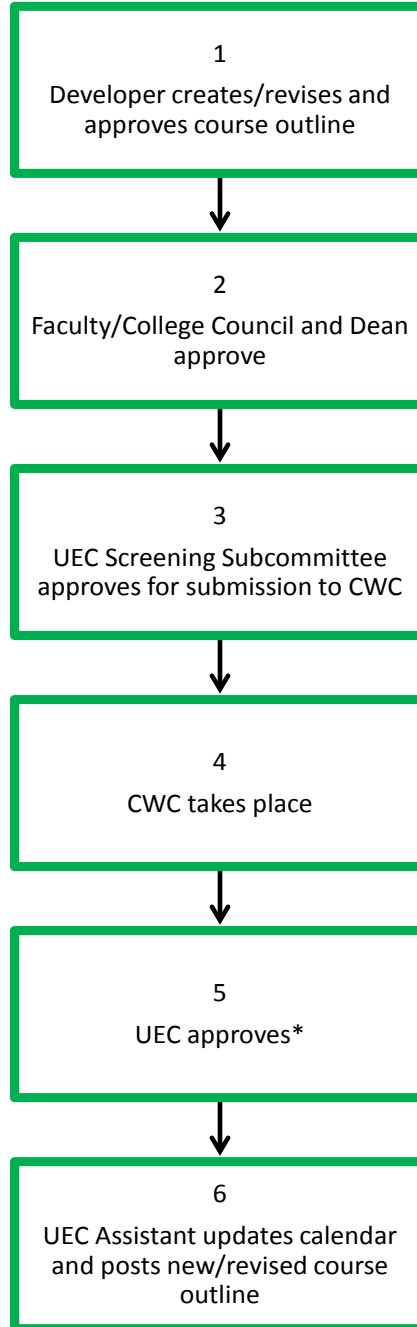 1
Developer creates/revises and
approves course outline
2
Faculty/College Council and Dean
approve
3
UEC Screening Subcommittee
approves for submission to CWC
4
CWC takes place
5
UEC approves*
6
UEC Assistant updates calendar
and posts new/revised course
outline